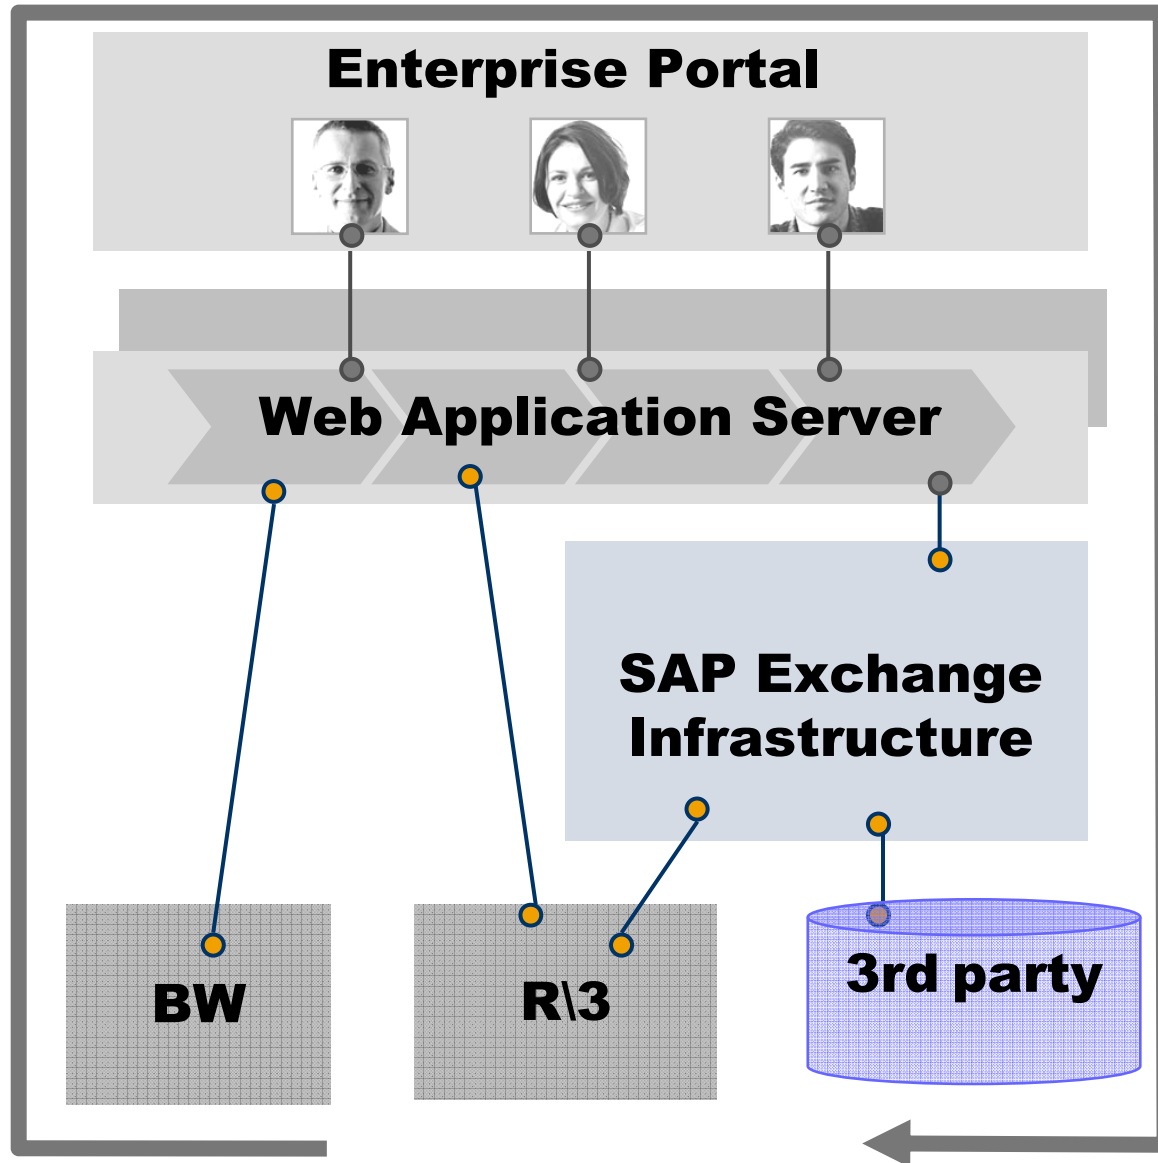 Enterprise Portal
Web Application Server
SAP Exchange
Infrastructure
BW
R\3
3rd party